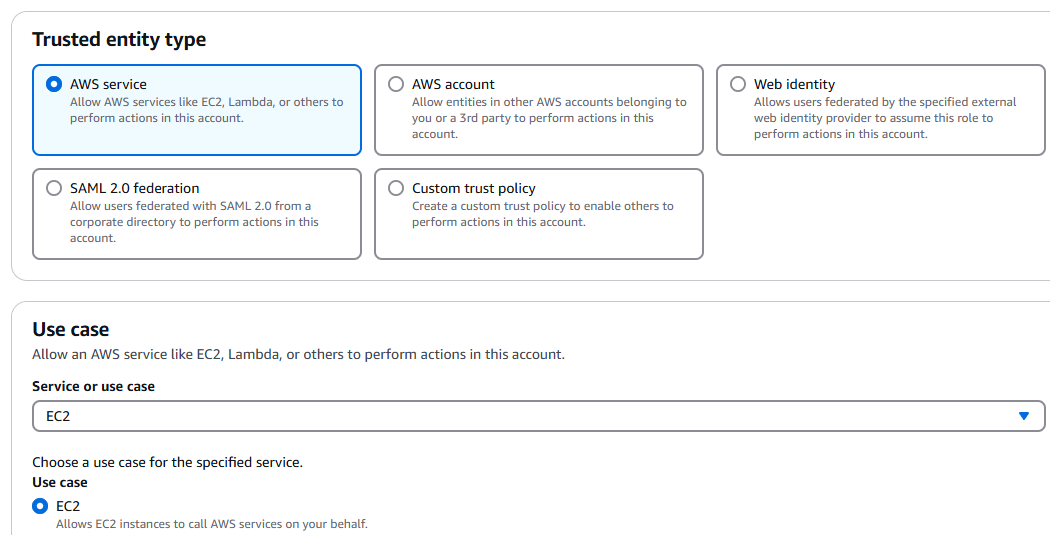 Trusted entity type
AWS service
Allow AWS services like EC2, Lambda, or others to
perform actions in this account.
AWS account
Allow entities in other AWS accounts belonging to
you or a 3rd party to perform actions in this
account.
Web identity
Allows users federated by the specified external
web identity provider to assume this role to
perform actions in this account.
SAML 2.0 federation
Allow users federated with SAML 2.0 from a
corporate directory to perform actions in this
account.
Custom trust policy
Create a custom trust policy to enable others to
perform actions in this account.
Use case
Allow an AWS service like EC2, Lambda, or others to perform actions in this account.
Service or use case
EC2
Choose a use case for the specified service.
Use case
EC2
Allows EC2 instances to call AWS services on your behalf.